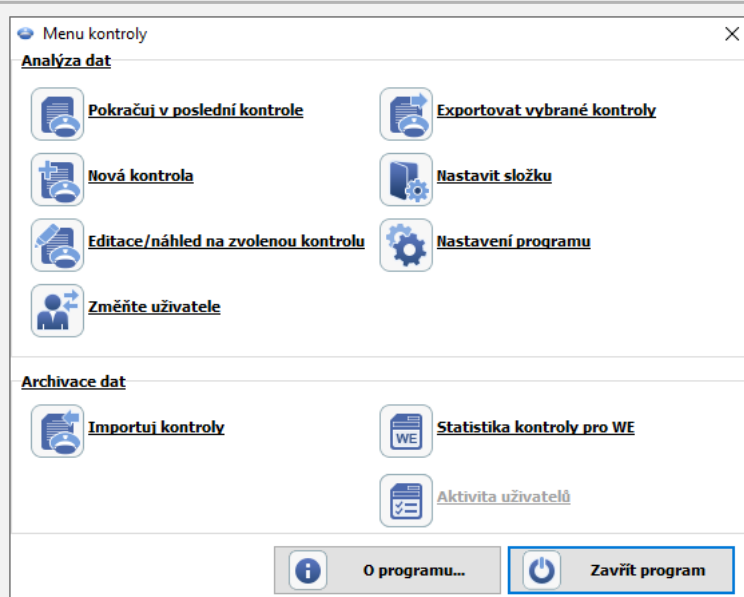 Menu kontroly
Analýza dat
Pokračuj v poslední kontrole
Exportovat vybrané kontroly
Nová kontrola
Nastavit složku
Editace/náhled na zvolenou kontrolu
Nastavení programu
Změňte uživatele
Archivace dat
Importuj kontroly
WE
Statistika kontroly pro WE
Aktivita uživatelů
O programu...
Zavřít program